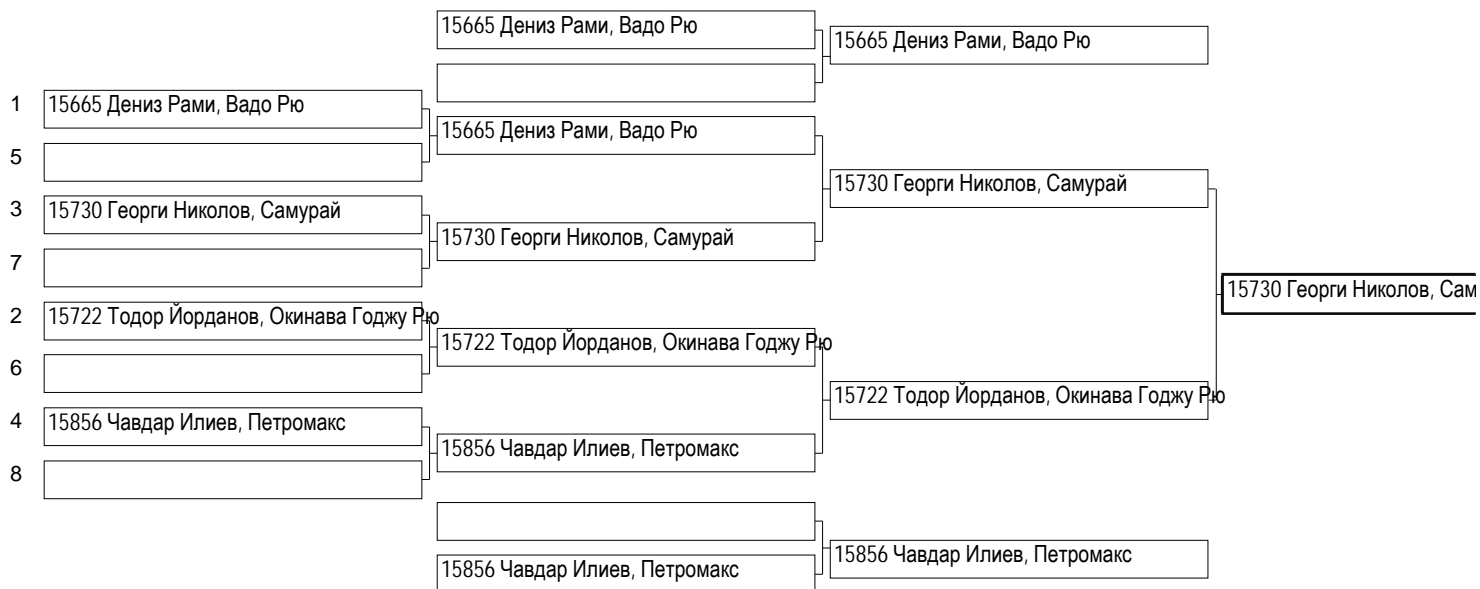 15665 Дениз Рами, Вадо Рю
15665 Дениз Рами, Вадо Рю
1 15665 Дениз Рами, Вадо Рю
15665 Дениз Рами, Вадо Рю
5
15730 Георги Николов, Самурай
3 15730 Георги Николов, Самурай
15730 Георги Николов, Самурай
7
15730 Георги Николов, Сам
2 15722 Тодор Йорданов, Окинава Годжу Рю
15722 Тодор Йорданов, Окинава Годжу Рю
6
15722 Тодор Йорданов, Окинава Годжу Рю
4 15856 Чавдар Илиев, Петромакс
15856 Чавдар Илиев, Петромакс
8
15856 Чавдар Илиев, Петромакс
15856 Чавдар Илиев, Петромакс